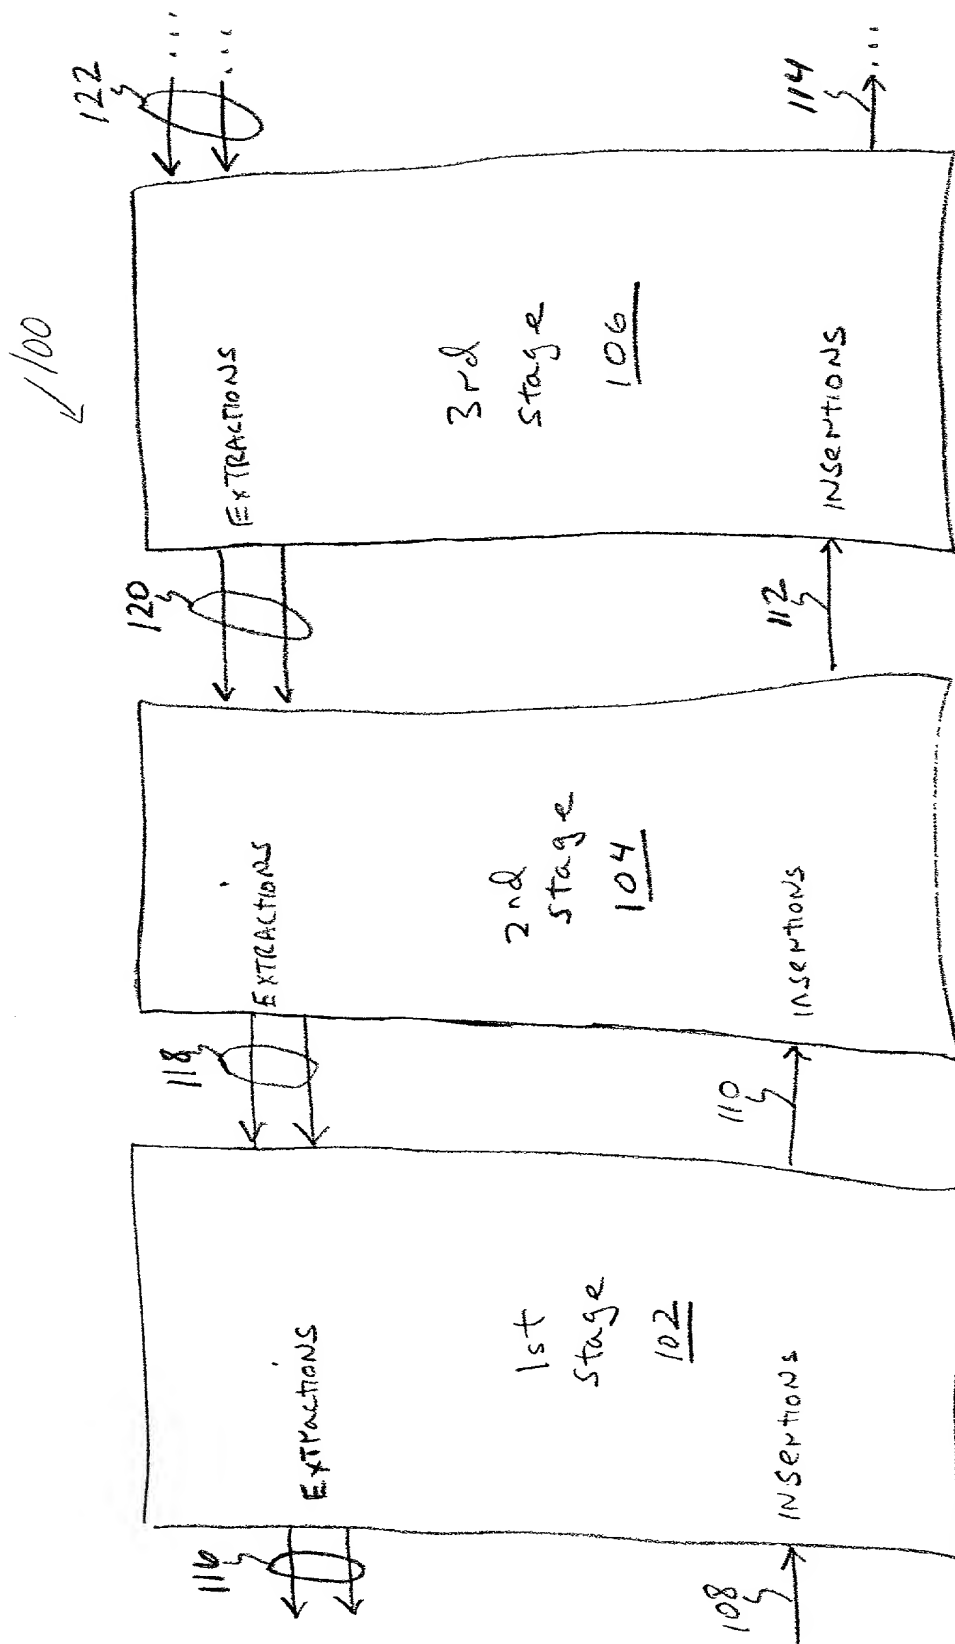 100
122 ...
...
114 ...
EXTRACTIONS
3rd
Stage
106
INSERTIONS
120
112
EXTRACTIONS
2nd
Stage
104
INSERTIONS
118
110
EXTRACTIONS
1st
Stage
102
INSERTIONS
116
108